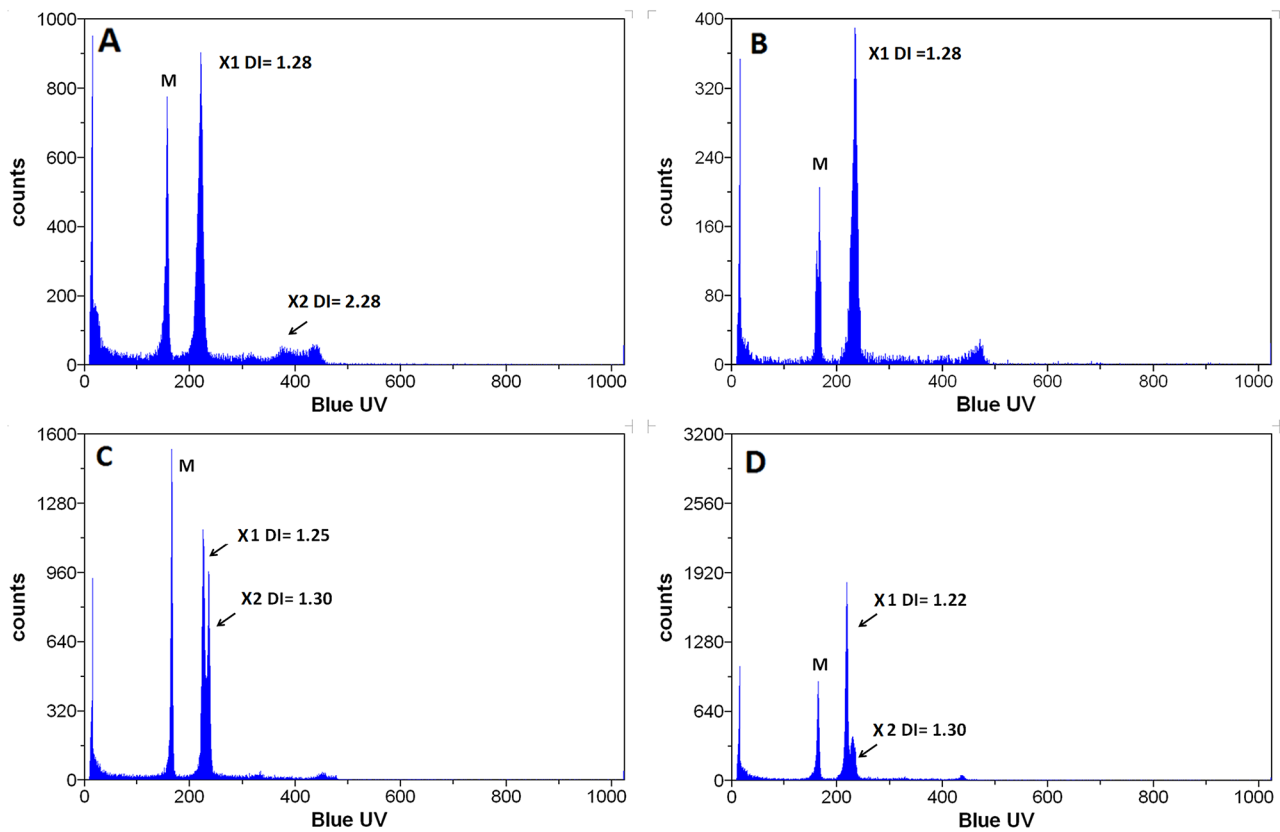 A
X1 DI= 1.28
M
X2 DI= 2.28
counts
1000
800
600
400
200
0
0 200 400 600 800 1000
Blue UV
B
X1 DI =1.28
M
counts
400
320
240
160
80
0
0 200 400 600 800 1000
Blue UV
C
M
X1 DI= 1.25
X2 DI= 1.30
counts
1600
1280
960
640
320
0
0 200 400 600 800 1000
Blue UV
D
X1 DI= 1.22
M
X2 DI= 1.30
counts
3200
2560
1920
1280
640
0
0 200 400 600 800 1000
Blue UV